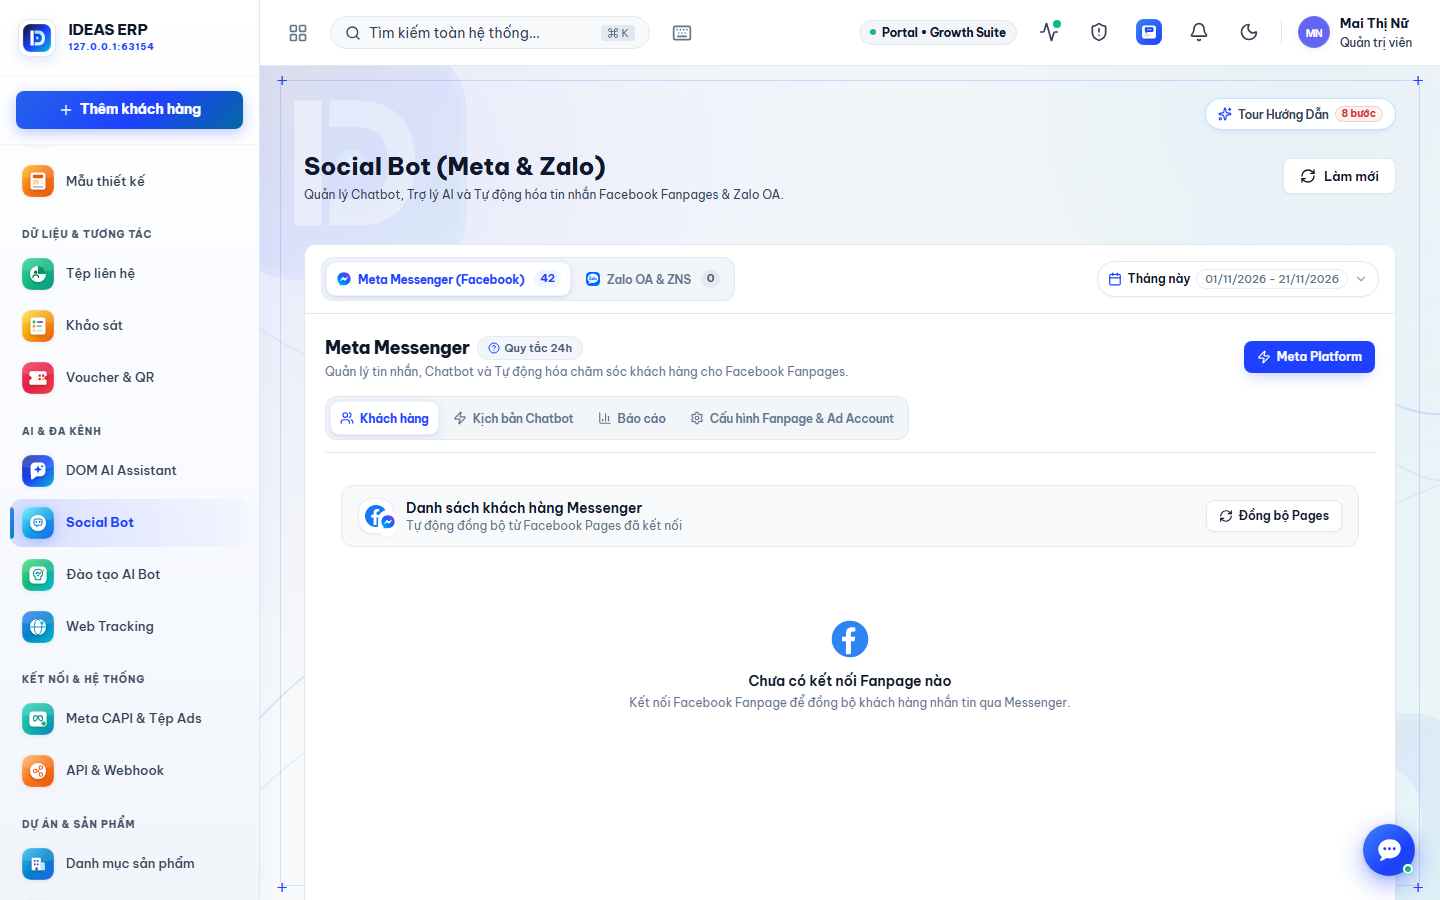 IDEAS ERP
127.0.0.1:63154
Thêm khách hàng
Mẫu thiết kế
DỮ LIỆU & TƯƠNG TÁC
Tệp liên hệ
Khảo sát
Voucher & QR
AI & ĐA KÊNH
DOM AI Assistant
Social Bot
Đào tạo AI Bot
Web Tracking
KẾT NỐI & HỆ THỐNG
Meta CAPI & Tệp Ads
API & Webhook
DỰ ÁN & SẢN PHẨM
Danh mục sản phẩm
Tìm kiếm toàn hệ thống...
⌘ K
Portal • Growth Suite
MN
Mai Thị Nữ
Quản trị viên
Tour Hướng Dẫn
8 bước
Social Bot (Meta & Zalo)
Quản lý Chatbot, Trợ lý AI và Tự động hóa tin nhắn Facebook Fanpages & Zalo OA.
Làm mới
Meta Messenger (Facebook) 42
Zalo OA & ZNS 0
Tháng này 01/11/2026 - 21/11/2026
Meta Messenger
Quy tắc 24h
Quản lý tin nhắn, Chatbot và Tự động hóa chăm sóc khách hàng cho Facebook Fanpages.
Meta Platform
Khách hàng
Kịch bản Chatbot
Báo cáo
Cấu hình Fanpage & Ad Account
Danh sách khách hàng Messenger
Tự động đồng bộ từ Facebook Pages đã kết nối
Đồng bộ Pages
Chưa có kết nối Fanpage nào
Kết nối Facebook Fanpage để đồng bộ khách hàng nhắn tin qua Messenger.